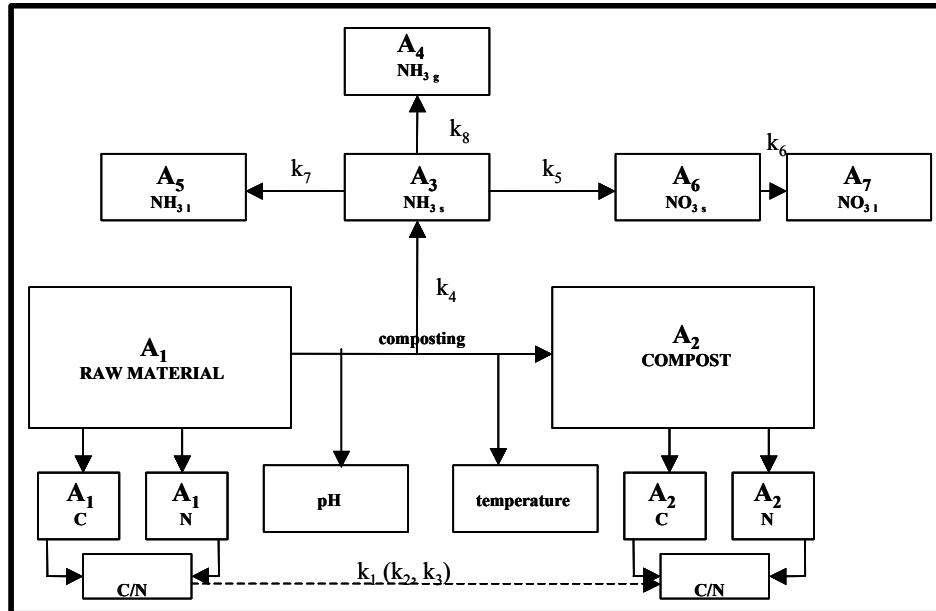 A₄
NH₃ g
k₈
A₅
NH₃ l
k₇
A₃
NH₃ s
k₅
A₆
NO₃ s
k₆
A₇
NO₃ l
k₄
A₁
RAW MATERIAL
composting
A₂
COMPOST
A₁
C
A₁
N
pH
temperature
A₂
C
A₂
N
C/N
k₁ (k₂, k₃)
C/N